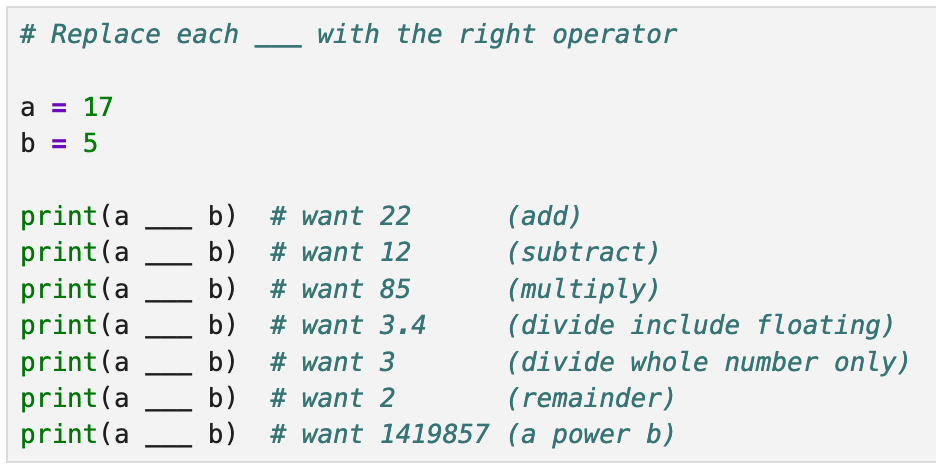 # Replace each ___ with the right operator
a = 17
b = 5
print(a ___ b)  # want 22      (add)
print(a ___ b)  # want 12      (subtract)
print(a ___ b)  # want 85      (multiply)
print(a ___ b)  # want 3.4     (divide include floating)
print(a ___ b)  # want 3       (divide whole number only)
print(a ___ b)  # want 2       (remainder)
print(a ___ b)  # want 1419857 (a power b)